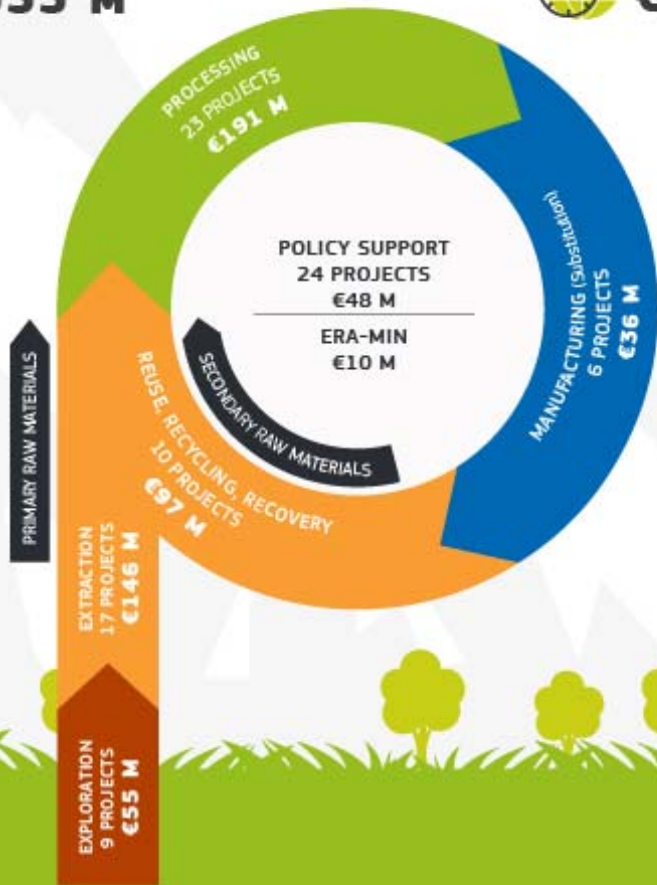 PROCESSING
23 PROJECTS
€191 M
MANUFACTURING (Substitution)
6 PROJECTS
€36 M
POLICY SUPPORT
24 PROJECTS
€48 M
ERA-MIN
€10 M
SECONDARY RAW MATERIALS
REUSE, RECYCLING, RECOVERY
10 PROJECTS
€97 M
PRIMARY RAW MATERIALS
EXTRACTION
17 PROJECTS
€146 M
EXPLORATION
9 PROJECTS
€55 M